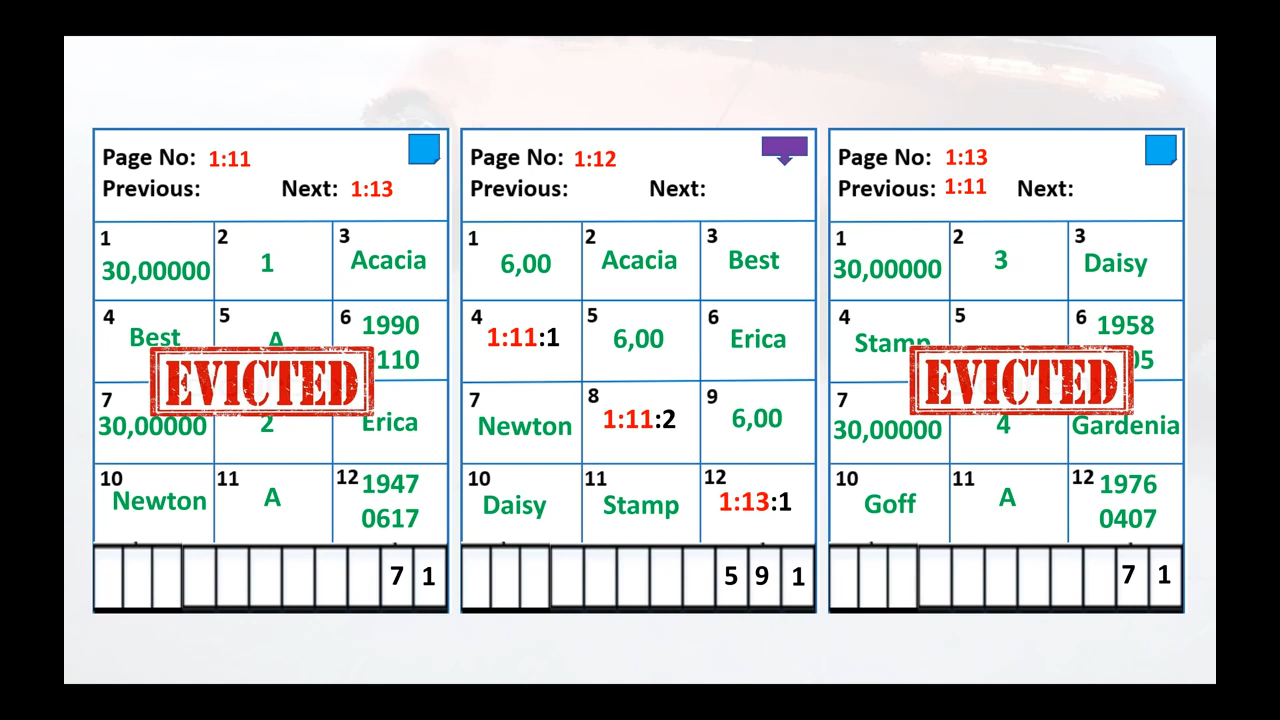 Page No: 1:11
Previous: Next: 1:13
1 2 3
30,00000 1 Acacia
4 5 6
Best A 1990
110
EVICTED
7
30,00000 2 Erica
10 11 12
Newton A 1947
0617
7 1
Page No: 1:12
Previous: Next:
1 2 3
6,00 Acacia Best
4 5 6
1:11:1 6,00 Erica
7 8 9
Newton 1:11:2 6,00
10 11 12
Daisy Stamp 1:13:1
5 9 1
Page No: 1:13
Previous: 1:11 Next:
1 2 3
30,00000 3 Daisy
4 5 6
Stamp 1958
05
EVICTED
7
30,00000 4 Gardenia
10 11 12
Goff A 1976
0407
7 1